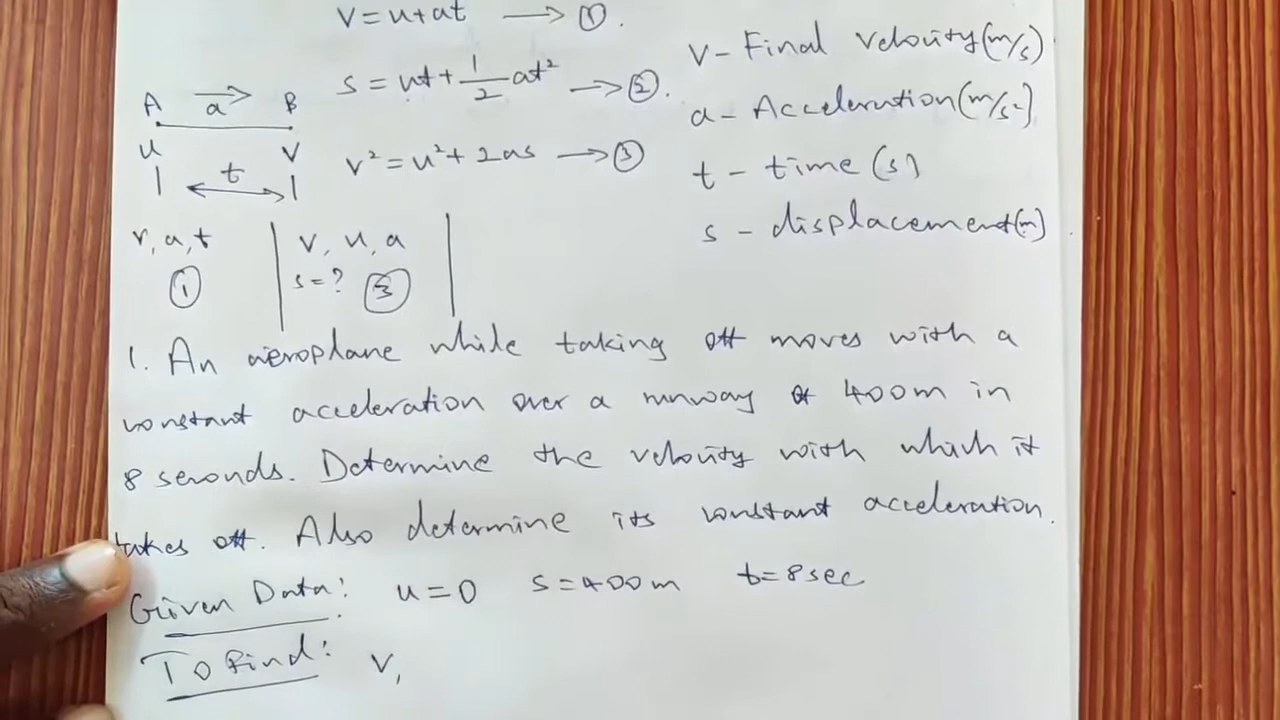 v = u + at → ①.
s = ut + 1/2 at² → ②.
v² = u² + 2as → ③
A → B
a
u v
t
v - Final velocity (m/s)
a - Acceleration (m/s²)
t - time (s)
s - displacement (m)
v, a, t
①
v, u, a
s = ? ③
1. An aeroplane while taking off moves with a
constant acceleration over a runway of 400m in
8 seconds. Determine the velocity with which it
takes off. Also determine its constant acceleration.
Given Data: u = 0 s = 400m t = 8 sec
To find: v,